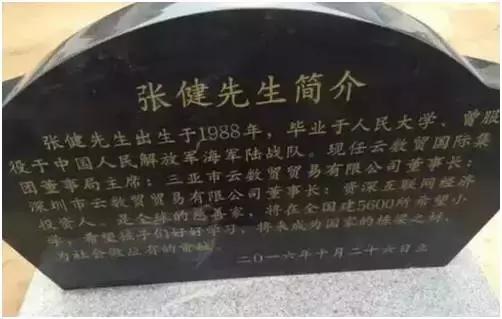 张健先生简介
张健先生出生于1988年，毕业于人民大学、曾服
役于中国人民解放军海军陆战队。现任云数贸国际集
团董事局主席；三亚市云数贸贸易有限公司董事长；
深圳市云数贸贸易有限公司董事长；资深互联网经济
投资人、是全球的慈善家，将在全国建5600所希望小
学，希望孩子们好好学习，将来成为国家的栋梁之材，
为社会做应有的贡献
二〇一六年十月二十六日立